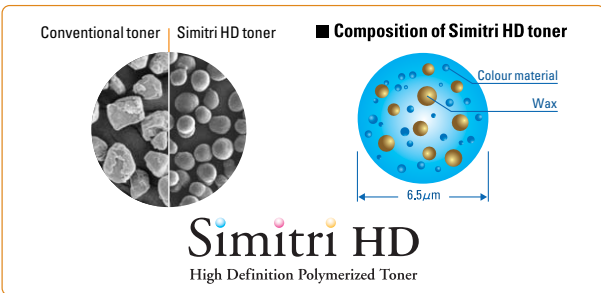 Conventional toner
Simitri HD toner
■ Composition of Simitri HD toner
Colour material
Wax
6.5μm
Simitri HD
High Definition Polymerized Toner